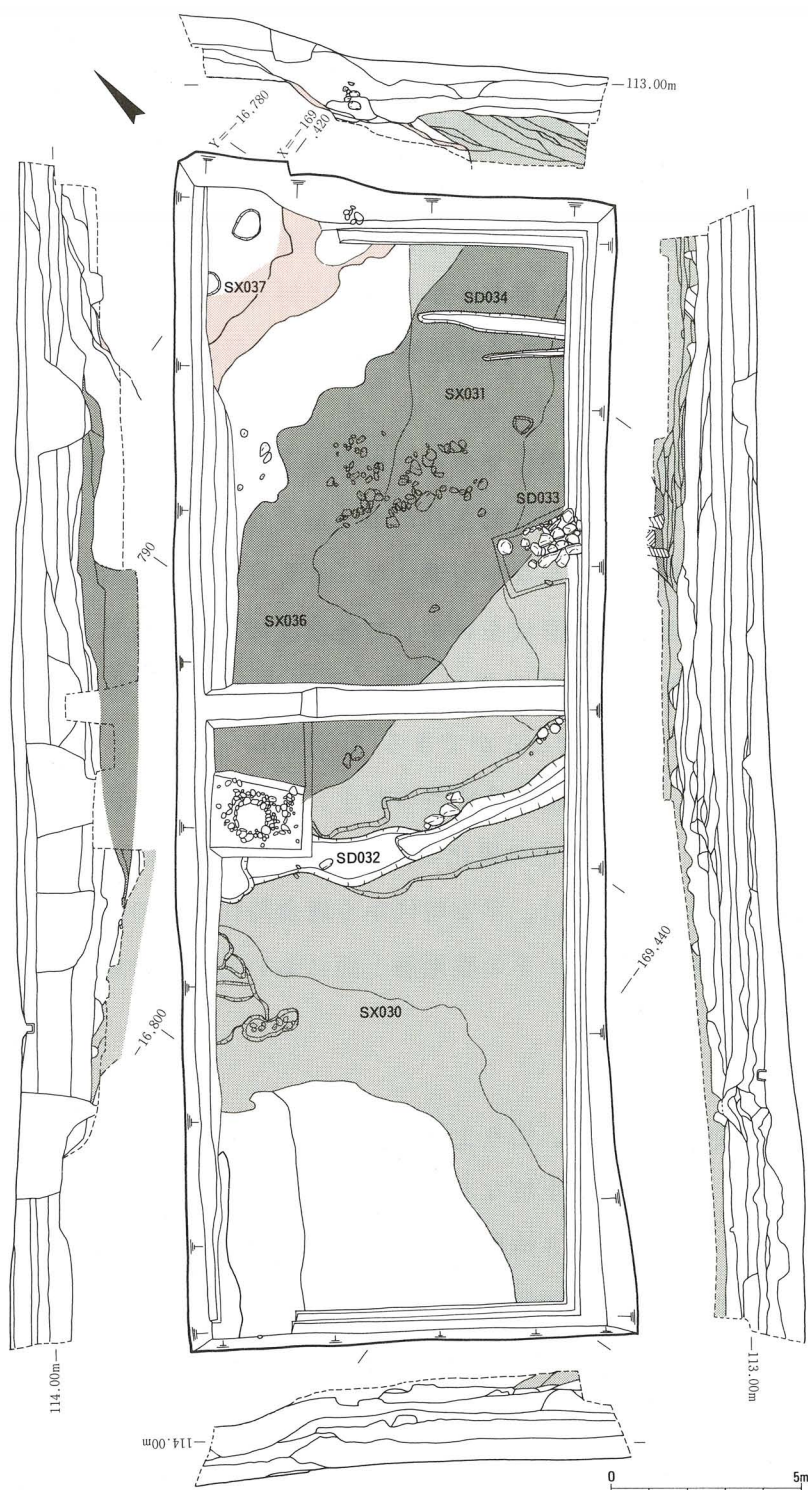 113.00m
Y=-16.780
X=-169
.420
SX037
SD034
SX031
SD033
790
SX036
SD032
-169.440
SX030
-16.800
114.00m
113.00m
114.00m
0 5m